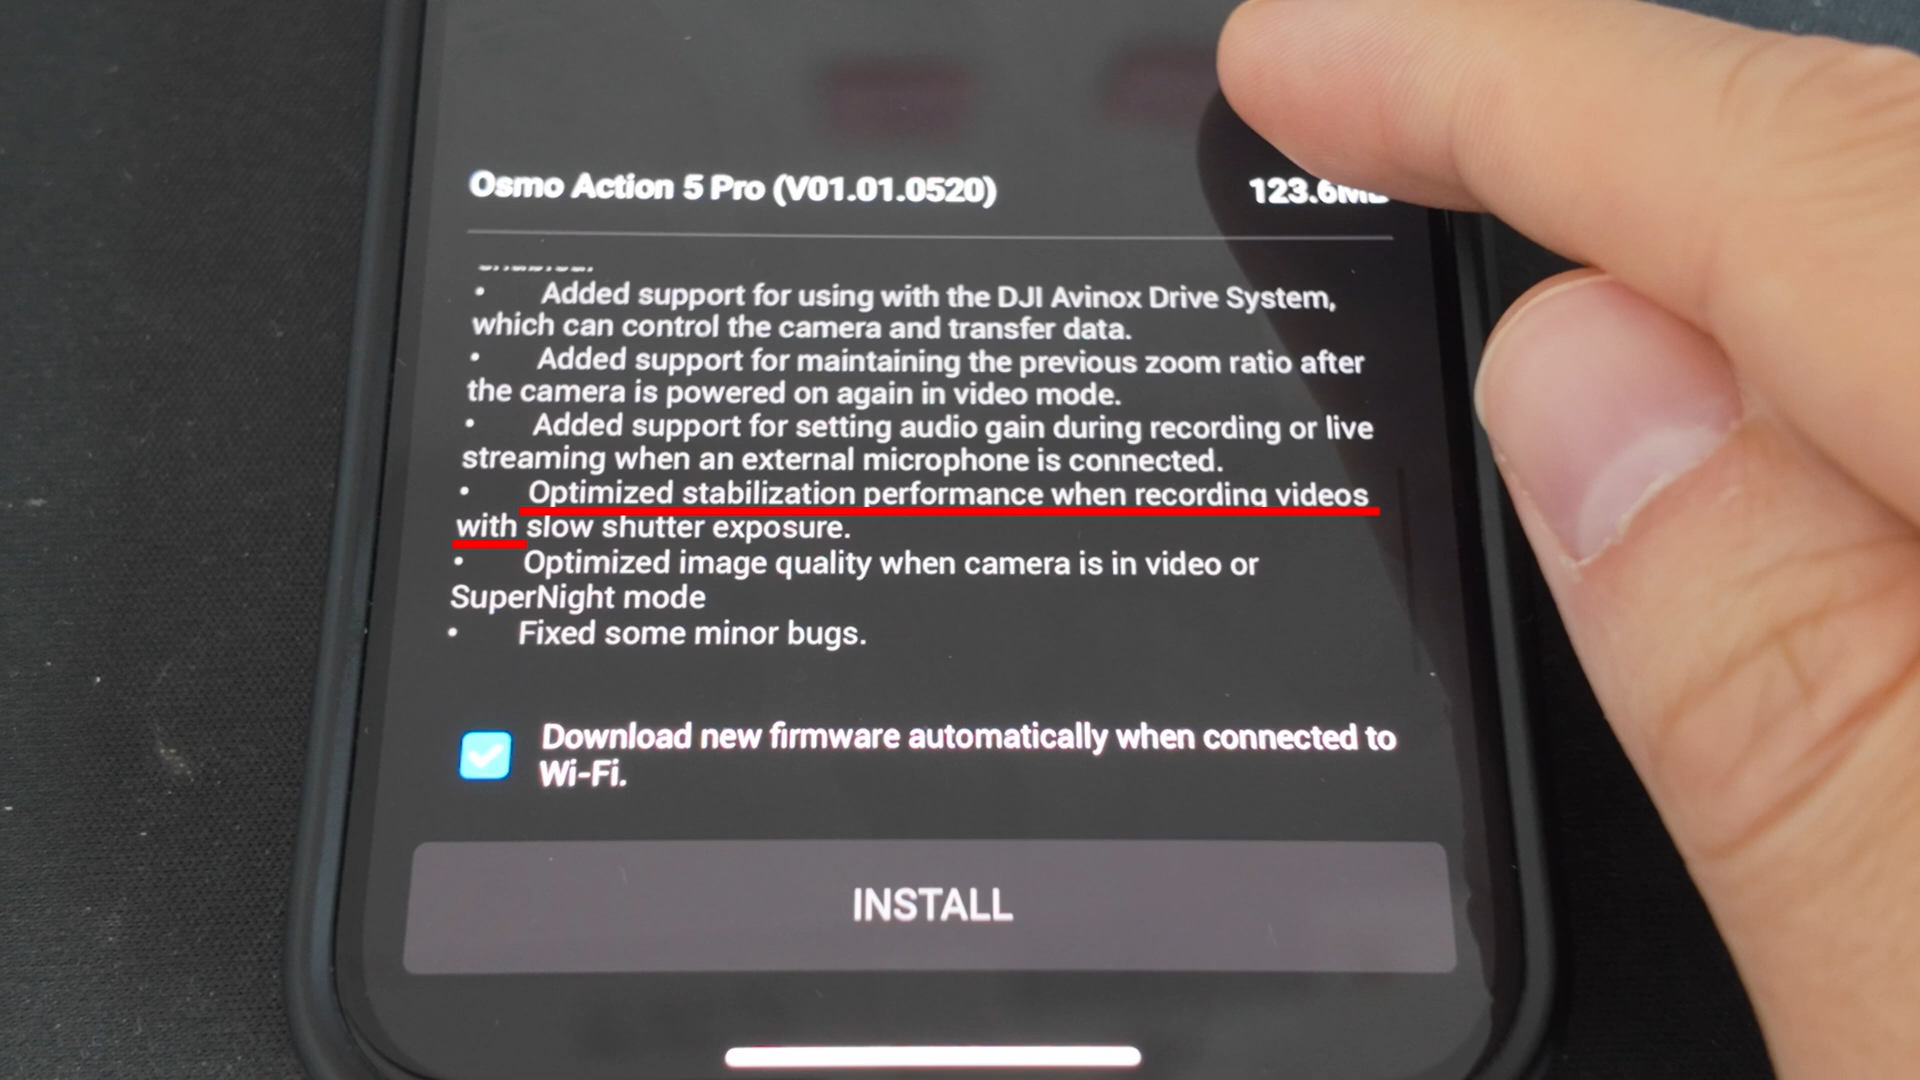 Osmo Action 5 Pro (V01.01.0520) 123.6MB
• Added support for using with the DJI Avinox Drive System,
which can control the camera and transfer data.
• Added support for maintaining the previous zoom ratio after
the camera is powered on again in video mode.
• Added support for setting audio gain during recording or live
streaming when an external microphone is connected.
• Optimized stabilization performance when recording videos
with slow shutter exposure.
• Optimized image quality when camera is in video or
SuperNight mode
• Fixed some minor bugs.
Download new firmware automatically when connected to
Wi-Fi.
INSTALL